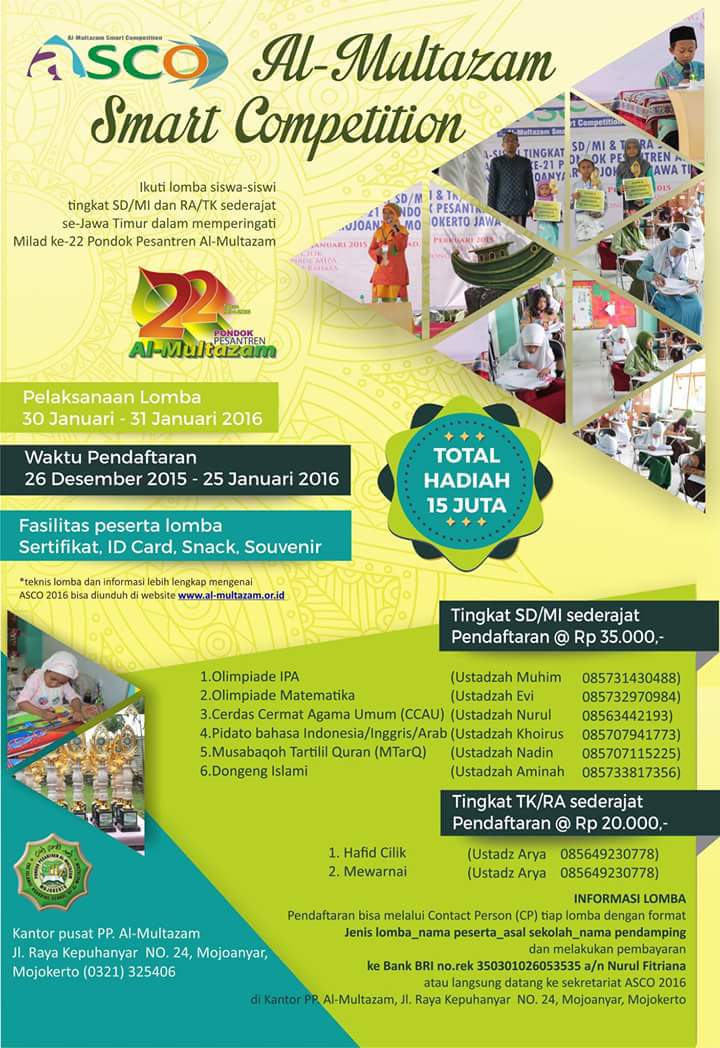 Al-Multazam Smart Competition
ASCO
Al-Multazam
Smart Competition
Ikuti lomba siswa-siswi
tingkat SD/MI dan RA/TK sederajat
se-Jawa Timur dalam memperingati
Milad ke-22 Pondok Pesantren Al-Multazam
22
PONDOK
PESANTREN
Al-Multazam
Pelaksanaan Lomba
30 Januari - 31 Januari 2016
Waktu Pendaftaran
26 Desember 2015 - 25 Januari 2016
Fasilitas peserta lomba
Sertifikat, ID Card, Snack, Souvenir
TOTAL
HADIAH
15 JUTA
*teknis lomba dan informasi lebih lengkap mengenai
ASCO 2016 bisa diunduh di website www.al-multazam.or.id
Tingkat SD/MI sederajat
Pendaftaran @ Rp 35.000,-
1.Olimpiade IPA (Ustadzah Muhim 085731430488)
2.Olimpiade Matematika (Ustadzah Evi 085732970984)
3.Cerdas Cermat Agama Umum (CCAU) (Ustadzah Nurul 08563442193)
4.Pidato bahasa Indonesia/Inggris/Arab (Ustadzah Khoirus 085707941773)
5.Musabaqoh Tartilil Quran (MTarQ) (Ustadzah Nadin 085707115225)
6.Dongeng Islami (Ustadzah Aminah 085733817356)
Tingkat TK/RA sederajat
Pendaftaran @ Rp 20.000,-
1. Hafid Cilik (Ustadz Arya 085649230778)
2. Mewarnai (Ustadz Arya 085649230778)
INFORMASI LOMBA
Pendaftaran bisa melalui Contact Person (CP) tiap lomba dengan format
Jenis lomba_nama peserta_asal sekolah_nama pendamping
dan melakukan pembayaran
ke Bank BRI no.rek 350301026053535 a/n Nurul Fitriana
atau langsung datang ke sekretariat ASCO 2016
di Kantor PP. Al-Multazam, Jl. Raya Kepuhanyar NO. 24, Mojoanyar, Mojokerto
Kantor pusat PP. Al-Multazam
Jl. Raya Kepuhanyar NO. 24, Mojoanyar,
Mojokerto (0321) 325406